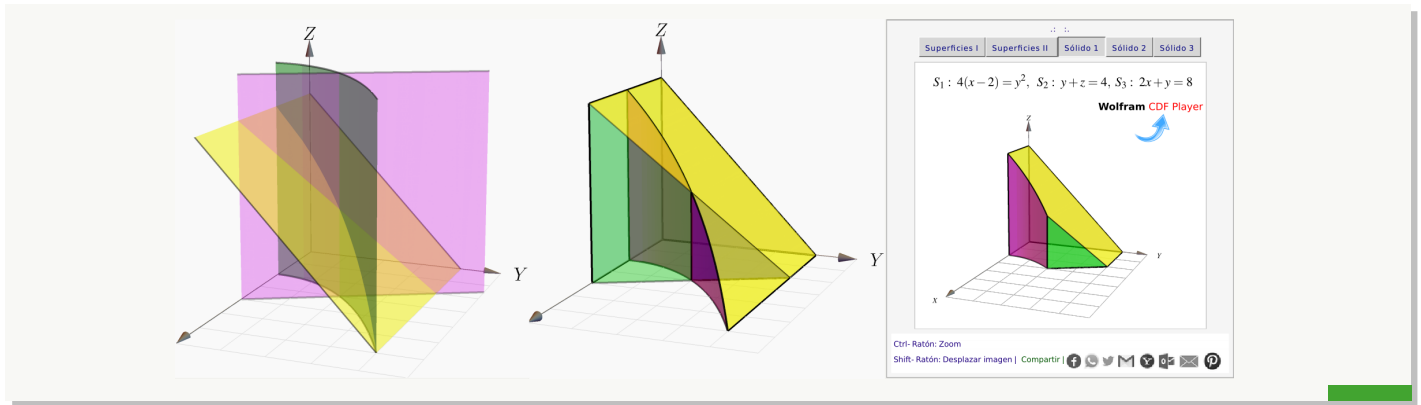 Z
Y
Z
Y
.: :.
Superficies I Superficies II Sólido 1 Sólido 2 Sólido 3
S₁ : 4(x−2) = y², S₂ : y+z = 4, S₃ : 2x+y = 8
Wolfram CDF Player
Z
Y
X
Ctrl- Ratón: Zoom
Shift- Ratón: Desplazar imagen | Compartir |